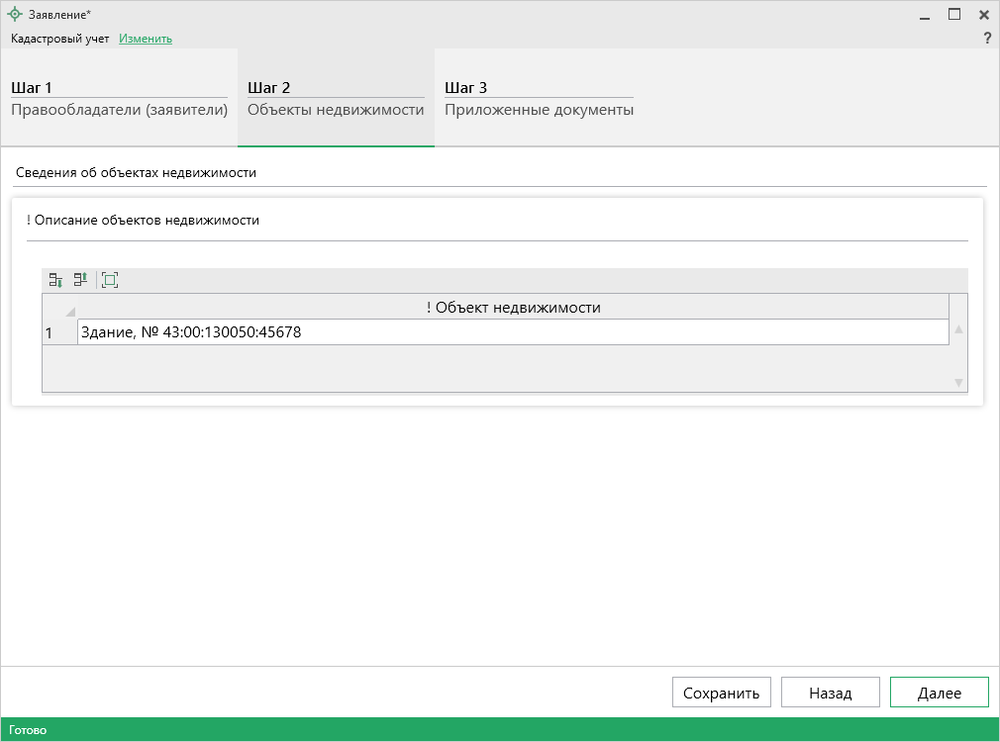 Заявление*
Кадастровый учет Изменить
?
Шаг 1
Правообладатели (заявители)
Шаг 2
Объекты недвижимости
Шаг 3
Приложенные документы
Сведения об объектах недвижимости
! Описание объектов недвижимости
! Объект недвижимости
1 Здание, № 43:00:130050:45678
Сохранить
Назад
Далее
Готово